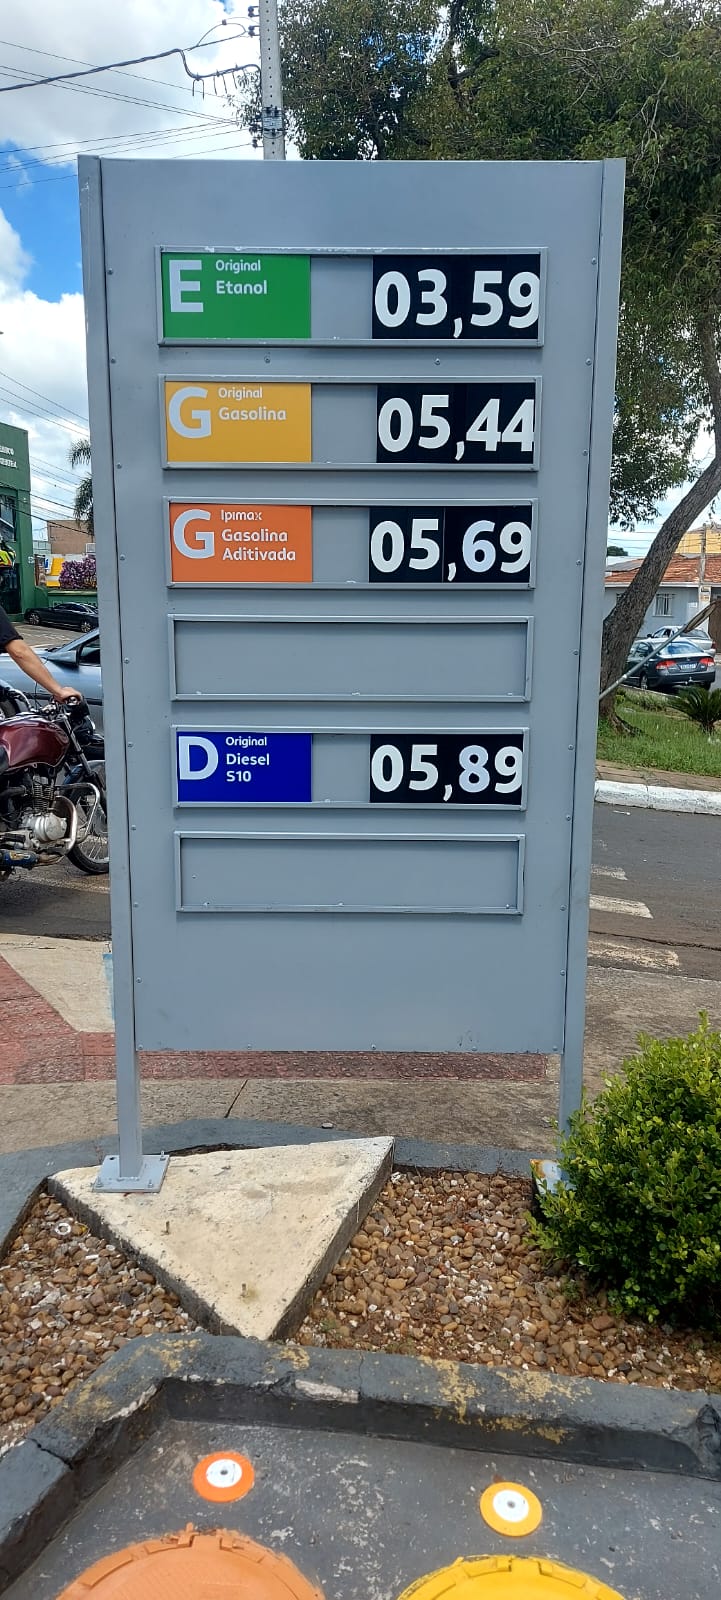 E Original
Etanol
03,59
G Original
Gasolina
05,44
G Ipimax
Gasolina
Aditivada
05,69
D Original
Diesel
S10
05,89